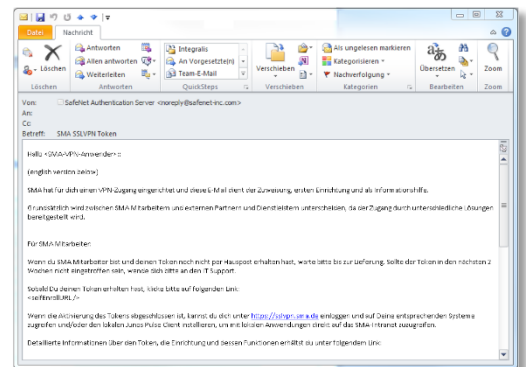 Datei Nachricht
Löschen
Antworten
Allen antworten
Weiterleiten
Integralis
An Vorgesetzte(n)
Team-E-Mail
Verschieben
Als ungelesen markieren
Kategorisieren
Nachverfolgung
Übersetzen
Zoom
Löschen Antworten QuickSteps Verschieben Kategorien Bearbeiten Zoom
Von: SafeNet Authentication Server <noreply@safenet-inc.com>
An:
Cc:
Betreff: SMA SSLVPN Token
Hello <SMA-VPN-Anwender> ::
(english version below)
SMA hat für dich einen VPN-Zugang eingerichtet und diese E-Mail dient der Zuweisung, ersten Einrichtung und als Informationshilfe.
Grundsätzlich wird zwischen SMA Mitarbeitern und externen Partnern und Dienstleistern unterschieden, da der Zugang durch unterschiedliche Lösungen
bereitgestellt wird.
Für SMA Mitarbeiter:
Wenn du SMA Mitarbeiter bist und deinen Token noch nicht per Hauspost erhalten hast, warte bitte bis zur Lieferung. Sollte der Token in den nächsten 2
Wochen nicht eingetroffen sein, wende dich bitte an den IT Support.
Sobald Du deinen Token erhalten hast, klicke bitte auf folgenden Link:
<selfEnrollURL/>
Wenn die Aktivierung des Tokens abgeschlossen ist, kannst du dich unter https://sslvpn.sma.de einloggen und auf Deine entsprechenden Systeme
zugreifen und/oder den lokalen Junos Pulse Client installieren, um mit lokalen Anwendungen direkt auf das SMA-Intranet zuzugreifen.
Detaillierte Informationen über den Token, die Einrichtung und dessen Funktionen erhältst du unter folgendem Link: